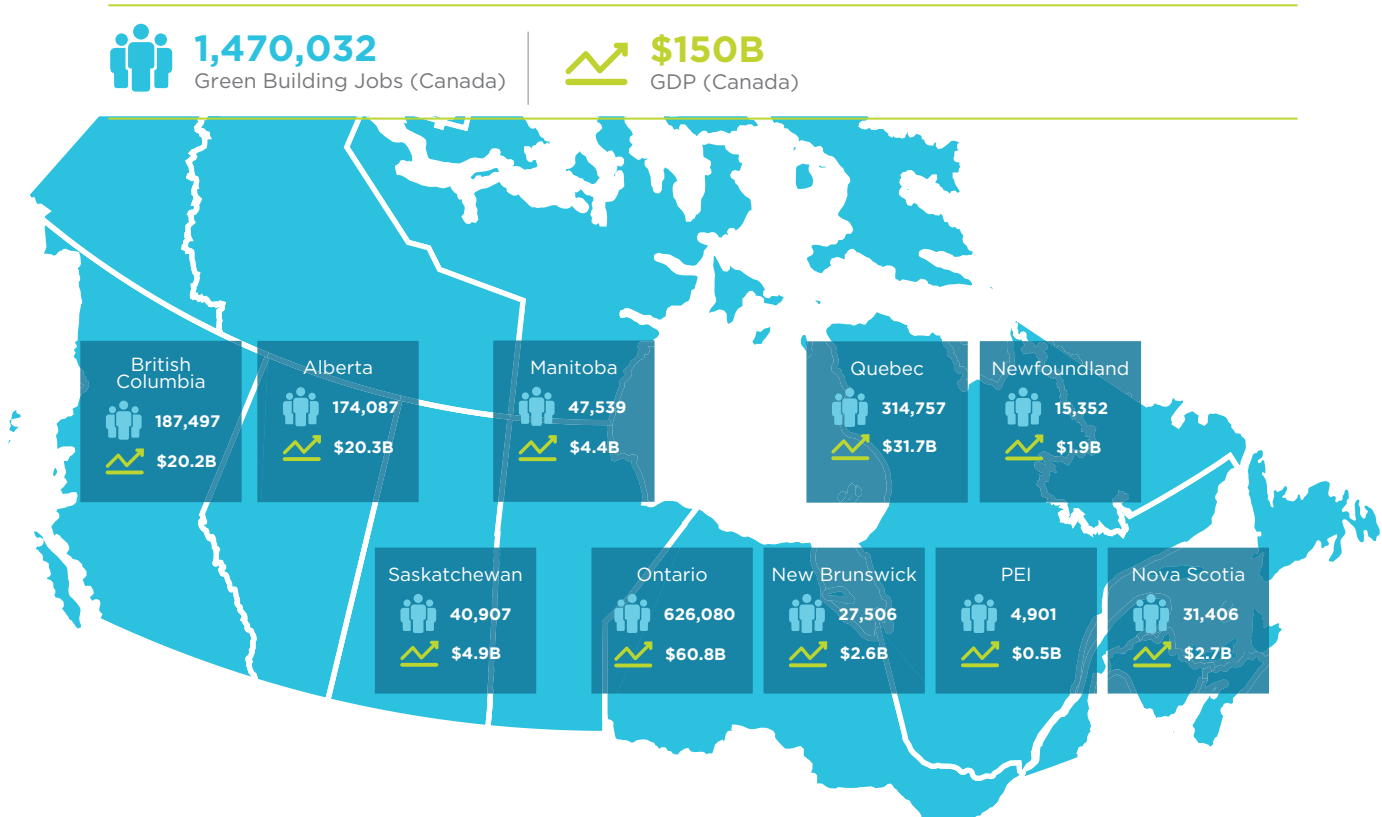 1,470,032
Green Building Jobs (Canada)
$150B
GDP (Canada)
British
Columbia
187,497
$20.2B
Alberta
174,087
$20.3B
Manitoba
47,539
$4.4B
Quebec
314,757
$31.7B
Newfoundland
15,352
$1.9B
Saskatchewan
40,907
$4.9B
Ontario
626,080
$60.8B
New Brunswick
27,506
$2.6B
PEI
4,901
$0.5B
Nova Scotia
31,406
$2.7B